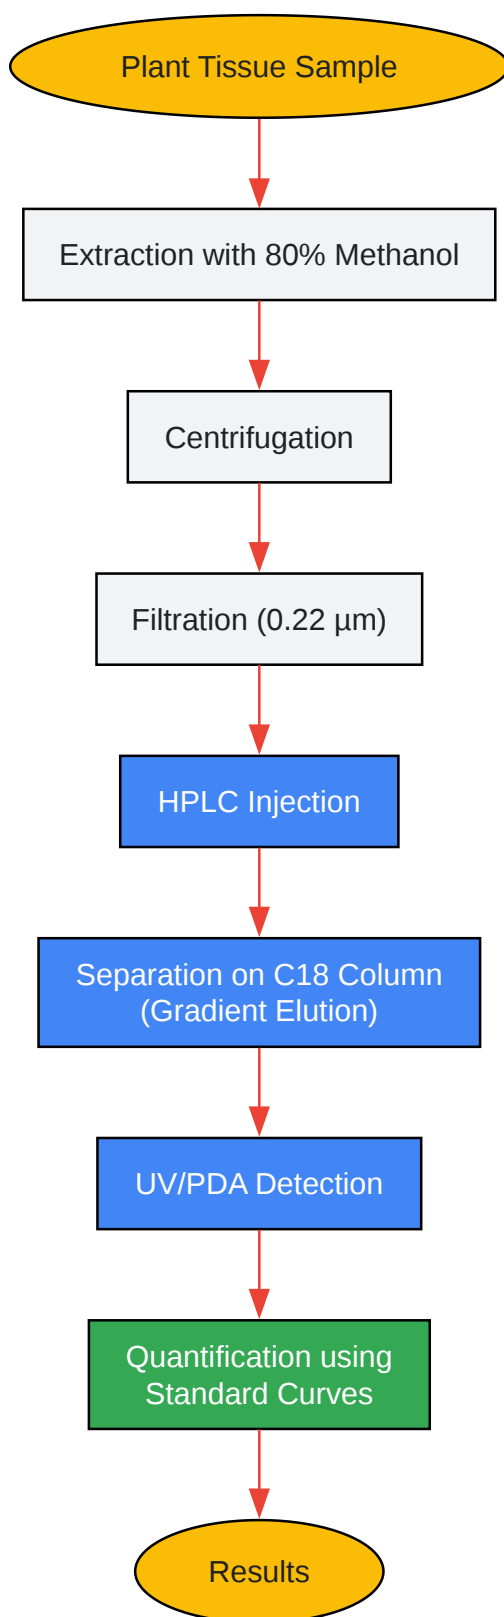 Plant Tissue Sample
Extraction with 80% Methanol
Centrifugation
Filtration (0.22 µm)
HPLC Injection
Separation on C18 Column
(Gradient Elution)
UV/PDA Detection
Quantification using
Standard Curves
Results